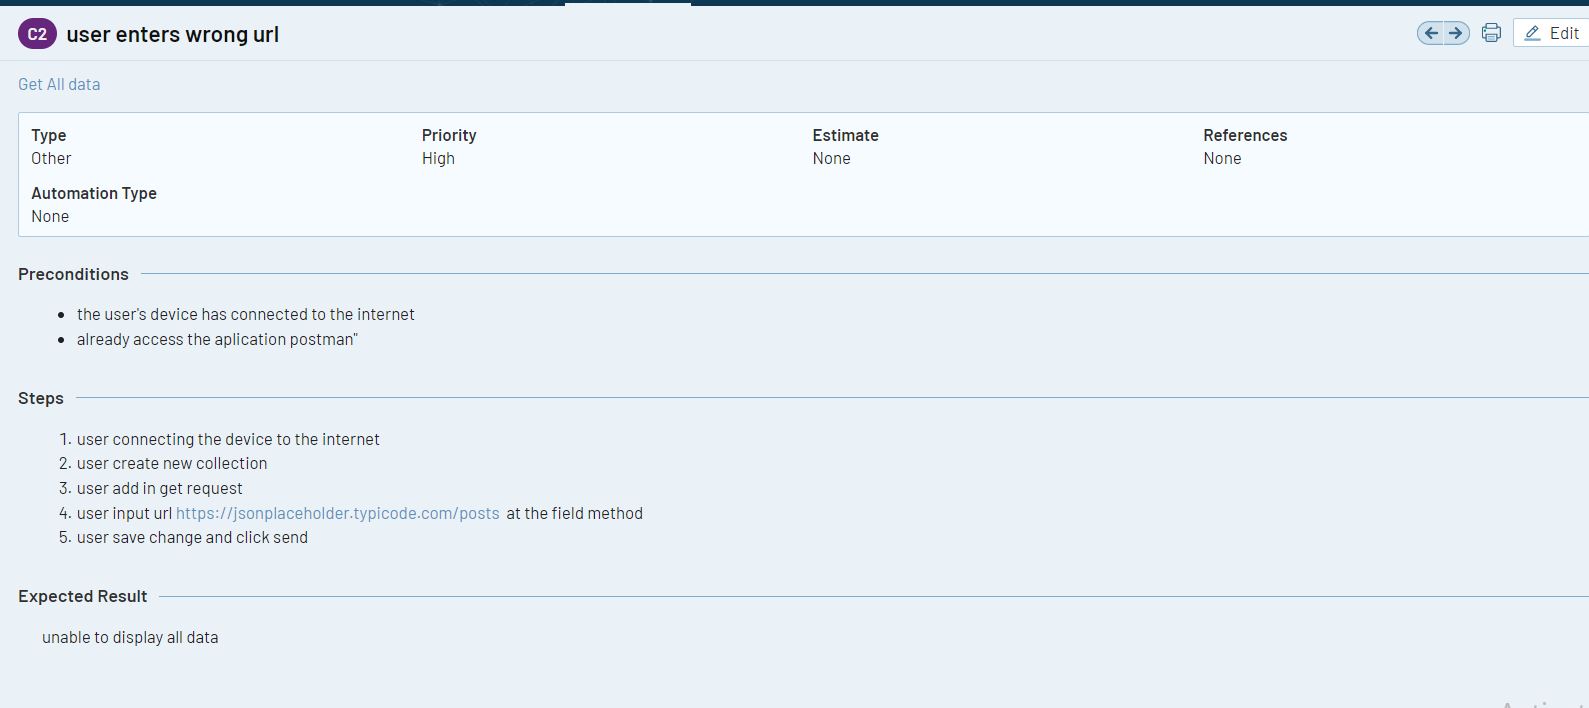 C2 user enters wrong url
Edit
Get All data
Type Priority Estimate References
Other High None None
Automation Type
None
Preconditions
• the user's device has connected to the internet
• already access the aplication postman"
Steps
1. user connecting the device to the internet
2. user create new collection
3. user add in get request
4. user input url https://jsonplaceholder.typicode.com/posts at the field method
5. user save change and click send
Expected Result
unable to display all data